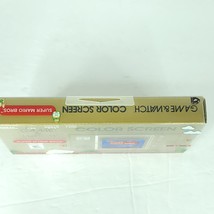 GAME & WATCH COLOR SCREEN
SUPER MARIO BROS.
COLOR SCREEN